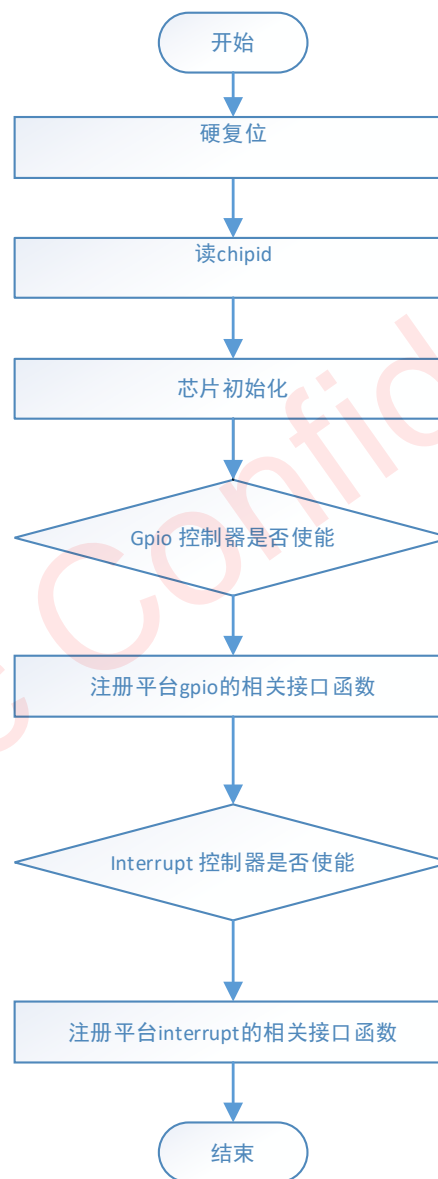 开始
硬复位
读chipid
芯片初始化
Gpio 控制器是否使能
注册平台gpio的相关接口函数
Interrupt 控制器是否使能
注册平台interrupt的相关接口函数
结束
C Confid